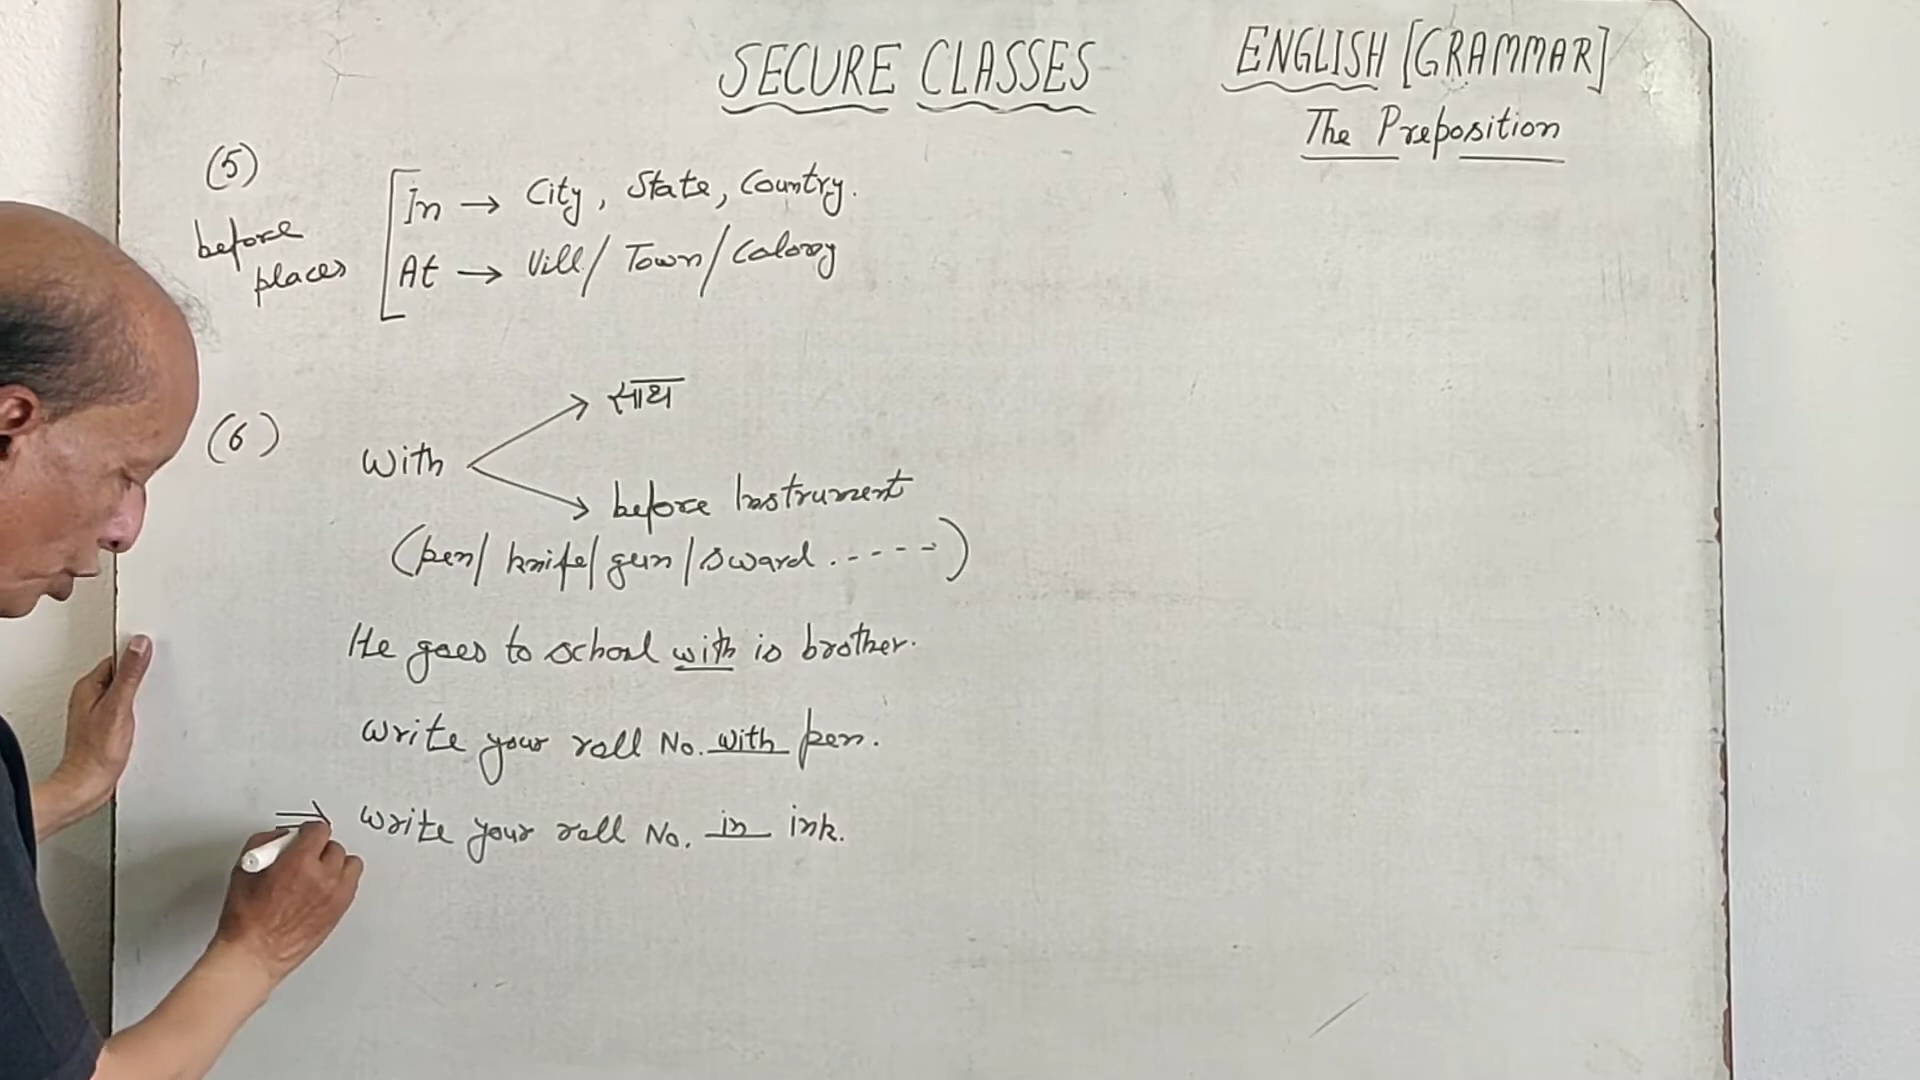 SECURE CLASSES
ENGLISH [GRAMMAR]
The Preposition
(5)
before places
In → City, State, Country.
At → Vill/ Town/ Colony
(6)
With
साथ
before Instrument
(pen/ knife/ gun/ sward .-----)
He goes to school with is brother.
Write your roll No. with pen.
⇒ Write your roll No. in ink.